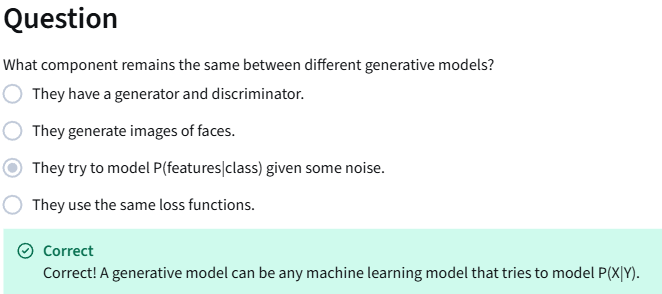 Question
What component remains the same between different generative models?
They have a generator and discriminator.
They generate images of faces.
They try to model P(features|class) given some noise.
They use the same loss functions.
Correct
Correct! A generative model can be any machine learning model that tries to model P(X|Y).